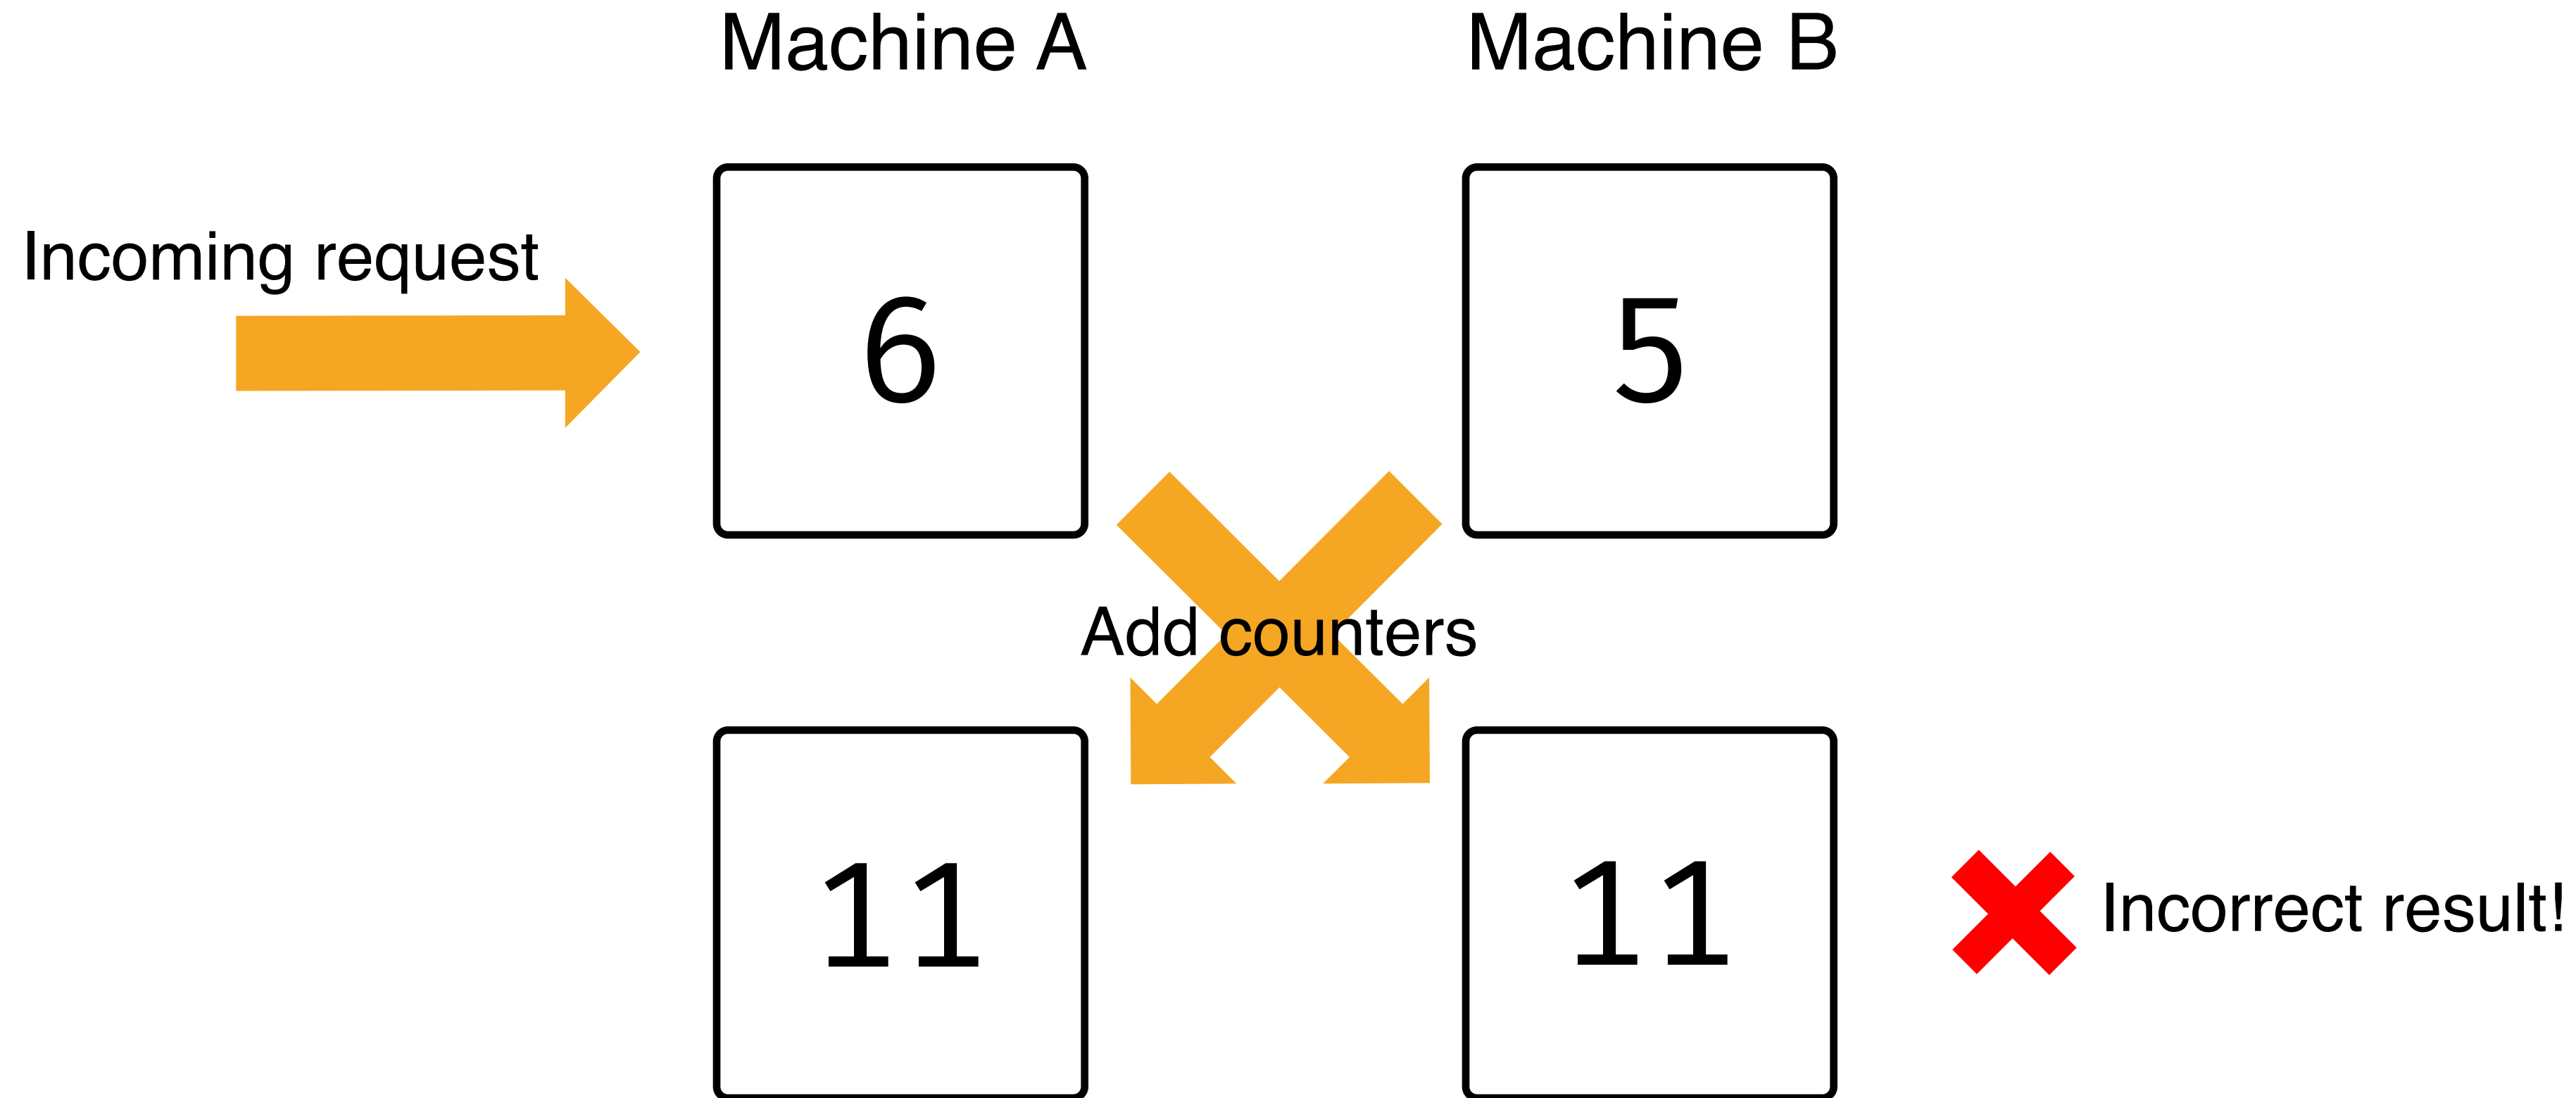 Machine A
Machine B
Incoming request
6
5
Add counters
11
11
Incorrect result!